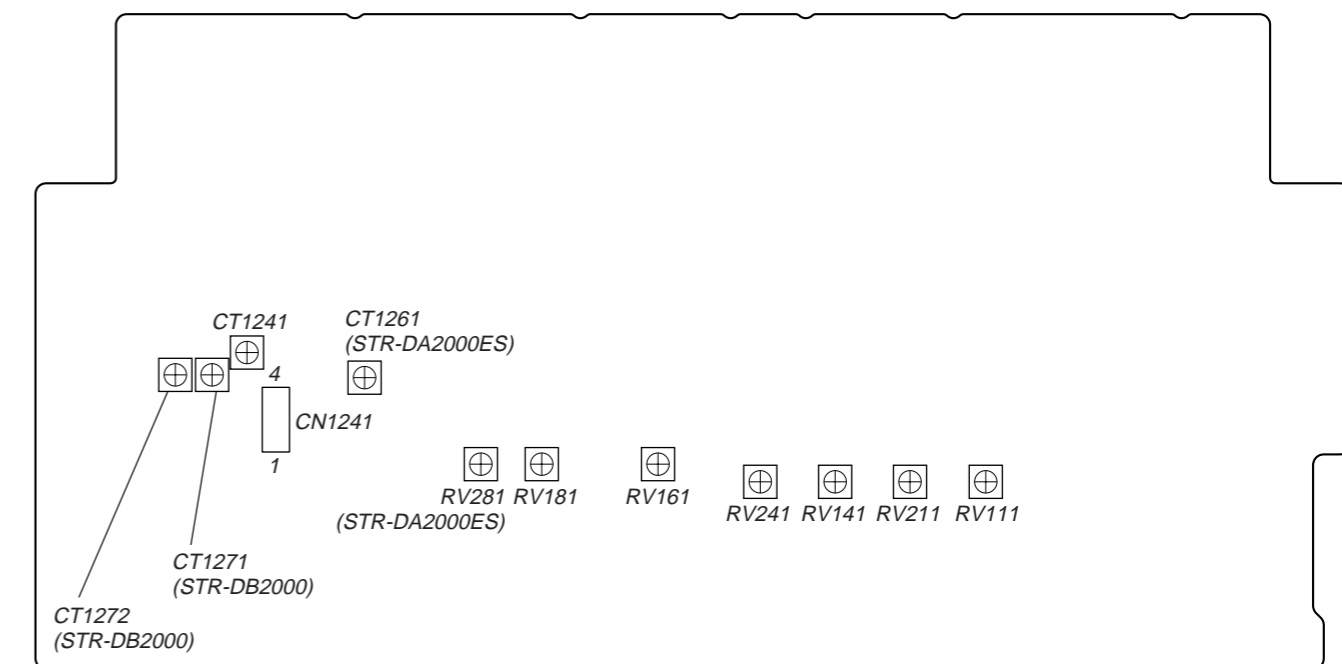 CT1241
CT1261
(STR-DA2000ES)
4
CN1241
1
RV281 RV181 RV161
(STR-DA2000ES)
RV241 RV141 RV211 RV111
CT1271
(STR-DB2000)
CT1272
(STR-DB2000)